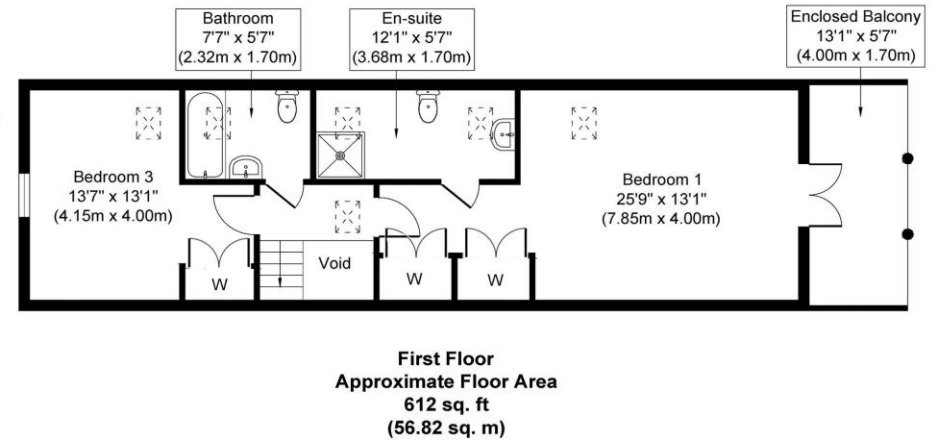 Bathroom
7'7" x 5'7"
(2.32m x 1.70m)
En-suite
12'1" x 5'7"
(3.68m x 1.70m)
Enclosed Balcony
13'1" x 5'7"
(4.00m x 1.70m)
Bedroom 3
13'7" x 13'1"
(4.15m x 4.00m)
Bedroom 1
25'9" x 13'1"
(7.85m x 4.00m)
Void
W
W
W
First Floor
Approximate Floor Area
612 sq. ft
(56.82 sq. m)